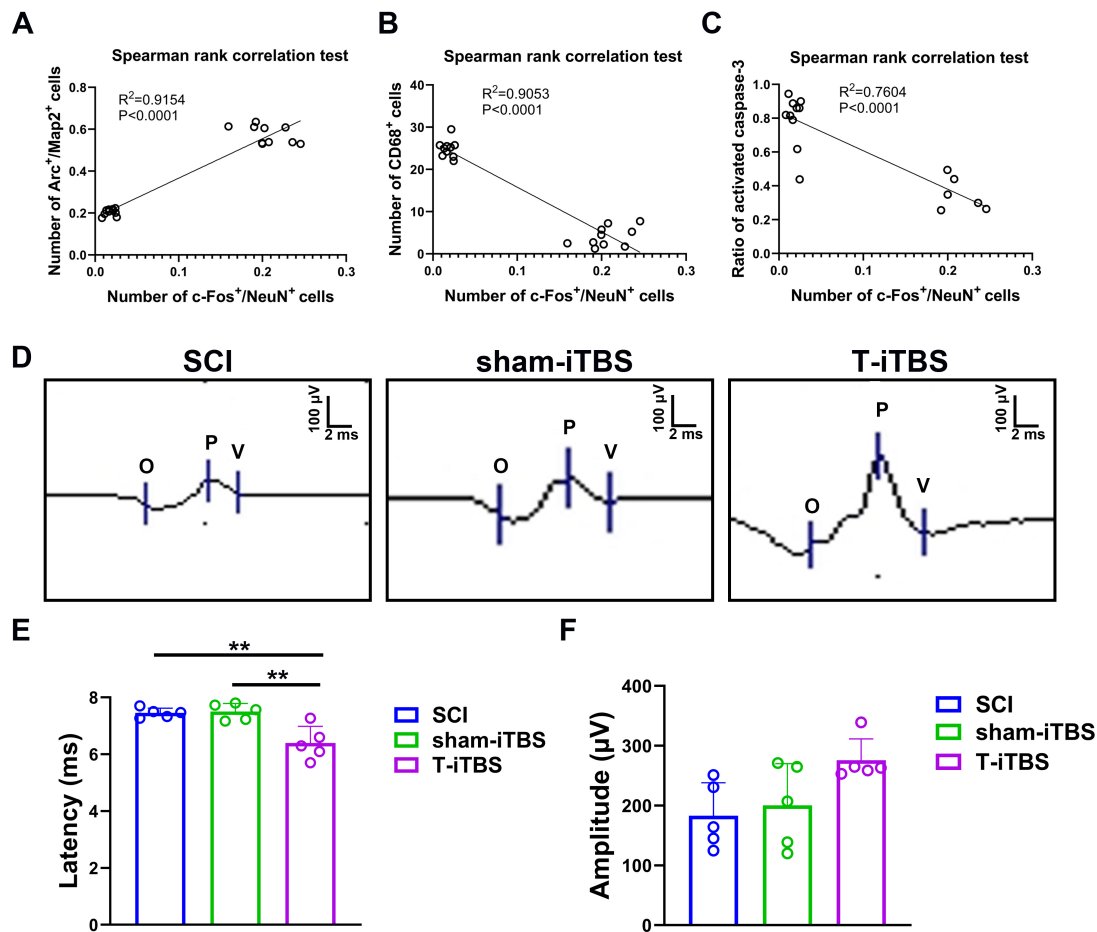 A
B
C
Spearman rank correlation test
Spearman rank correlation test
Spearman rank correlation test
Number of Arc⁺/Map2⁺ cells
0.8
0.6
0.4
0.2
0.0
R²=0.9154
P<0.0001
0.0
0.1
0.2
0.3
Number of c-Fos⁺/NeuN⁺ cells
Number of CD68⁺ cells
40
30
20
10
0
R²=0.9053
P<0.0001
0.0
0.1
0.2
0.3
Number of c-Fos⁺/NeuN⁺ cells
Ratio of activated caspase-3
1.0
0.8
0.6
0.4
0.2
0.0
R²=0.7604
P<0.0001
0.0
0.1
0.2
0.3
Number of c-Fos⁺/NeuN⁺ cells
D
SCI
sham-iTBS
T-iTBS
100 µV
2 ms
O
P
V
100 µV
2 ms
O
P
V
100 µV
2 ms
O
P
V
E
**
**
Latency (ms)
8
6
4
2
0
SCI
sham-iTBS
T-iTBS
F
Amplitude (µV)
400
300
200
100
0
SCI
sham-iTBS
T-iTBS